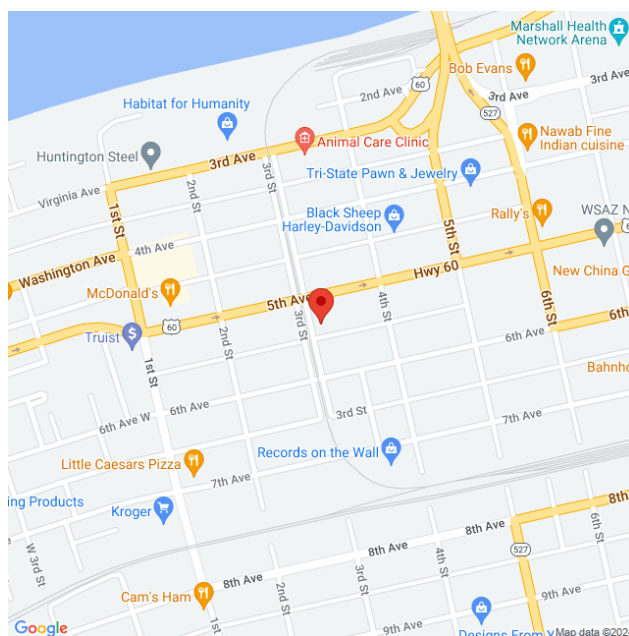 Marshall Health
Network Arena
Bob Evans
60
2nd Ave
3rd Ave
3rd Ave
527
Habitat for Humanity
Animal Care Clinic
Nawab Fine
Indian cuisine
Huntington Steel
3rd Ave
3rd St
Tri-State Pawn & Jewelry
Virginia Ave
2nd St
1st St
Black Sheep
Harley-Davidson
Rally's
5th St
WSAZ N
6
4th Ave
Washington Ave
Hwy 60
New China G
McDonald's
5th Ave
4th St
6th St
60
3rd St
6th
Truist
2nd St
6th Ave
1st St
Bahnho
6th Ave
3rd St
7th Ave
6th Ave W
Records on the Wall
Little Caesars Pizza
7th Ave
ing Products
Kroger
8th
W 3rd St
8th Ave
6th St
527
4th St
8th Ave
8th Ave
3rd St
2nd St
Cam's Ham
1st
9th Ave
9th Ave
Designs From Y
Google
Map data ©202